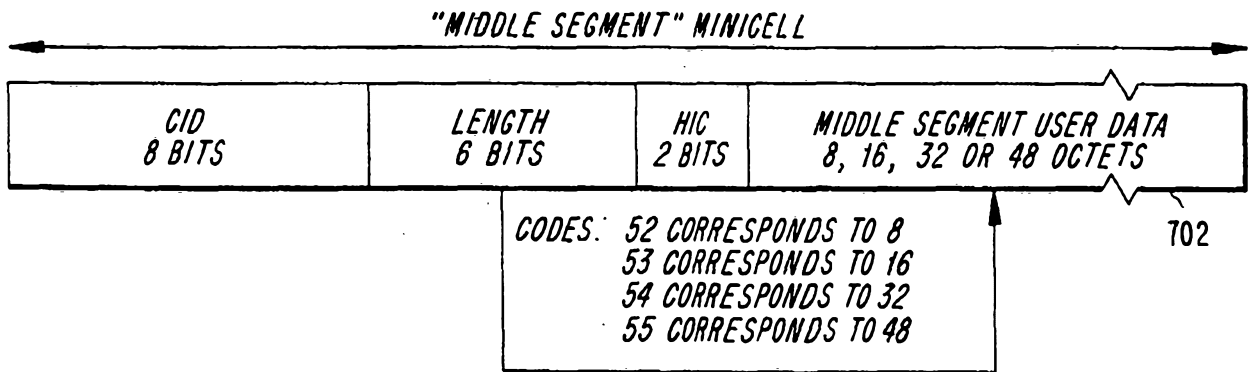 "MIDDLE SEGMENT" MINICELL
CID
8 BITS
LENGTH
6 BITS
HIC
2 BITS
MIDDLE SEGMENT USER DATA
8, 16, 32 OR 48 OCTETS
CODES: 52 CORRESPONDS TO 8
53 CORRESPONDS TO 16
54 CORRESPONDS TO 32
55 CORRESPONDS TO 48
702